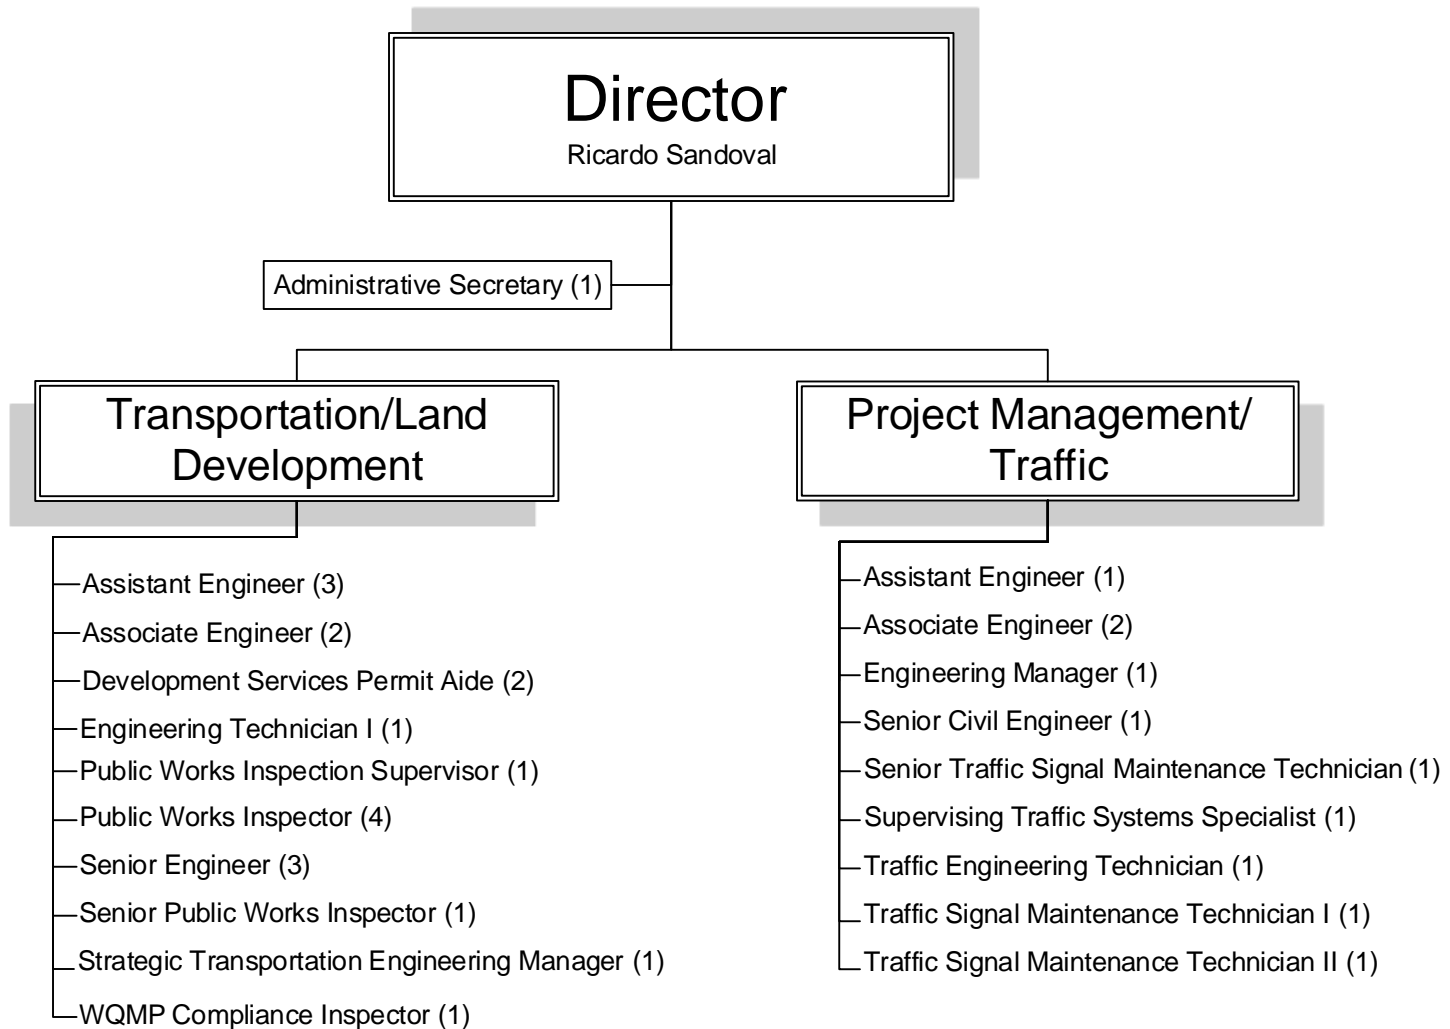 Director
Ricardo Sandoval
Administrative Secretary (1)
Transportation/Land
Development
Assistant Engineer (3)
Associate Engineer (2)
Development Services Permit Aide (2)
Engineering Technician I (1)
Public Works Inspection Supervisor (1)
Public Works Inspector (4)
Senior Engineer (3)
Senior Public Works Inspector (1)
Strategic Transportation Engineering Manager (1)
WQMP Compliance Inspector (1)
Project Management/
Traffic
Assistant Engineer (1)
Associate Engineer (2)
Engineering Manager (1)
Senior Civil Engineer (1)
Senior Traffic Signal Maintenance Technician (1)
Supervising Traffic Systems Specialist (1)
Traffic Engineering Technician (1)
Traffic Signal Maintenance Technician I (1)
Traffic Signal Maintenance Technician II (1)